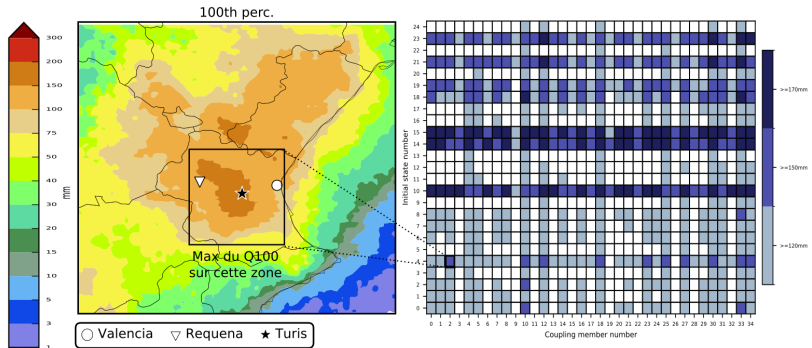 100th perc.
300
200
150
100
75
50
30
20
15
10
5
3
1
mm
Max du Q100
sur cette zone
Valencia
Requena
Turis
Initial state number
24
23
22
21
20
19
18
17
16
15
14
13
12
11
10
9
8
7
6
5
4
3
2
1
0
0 1 2 3 4 5 6 7 8 9 10 11 12 13 14 15 16 17 18 19 20 21 22 23 24 25 26 27 28 29 30 31 32 33 34
Coupling member number
>=170mm
>=150mm
>=120mm